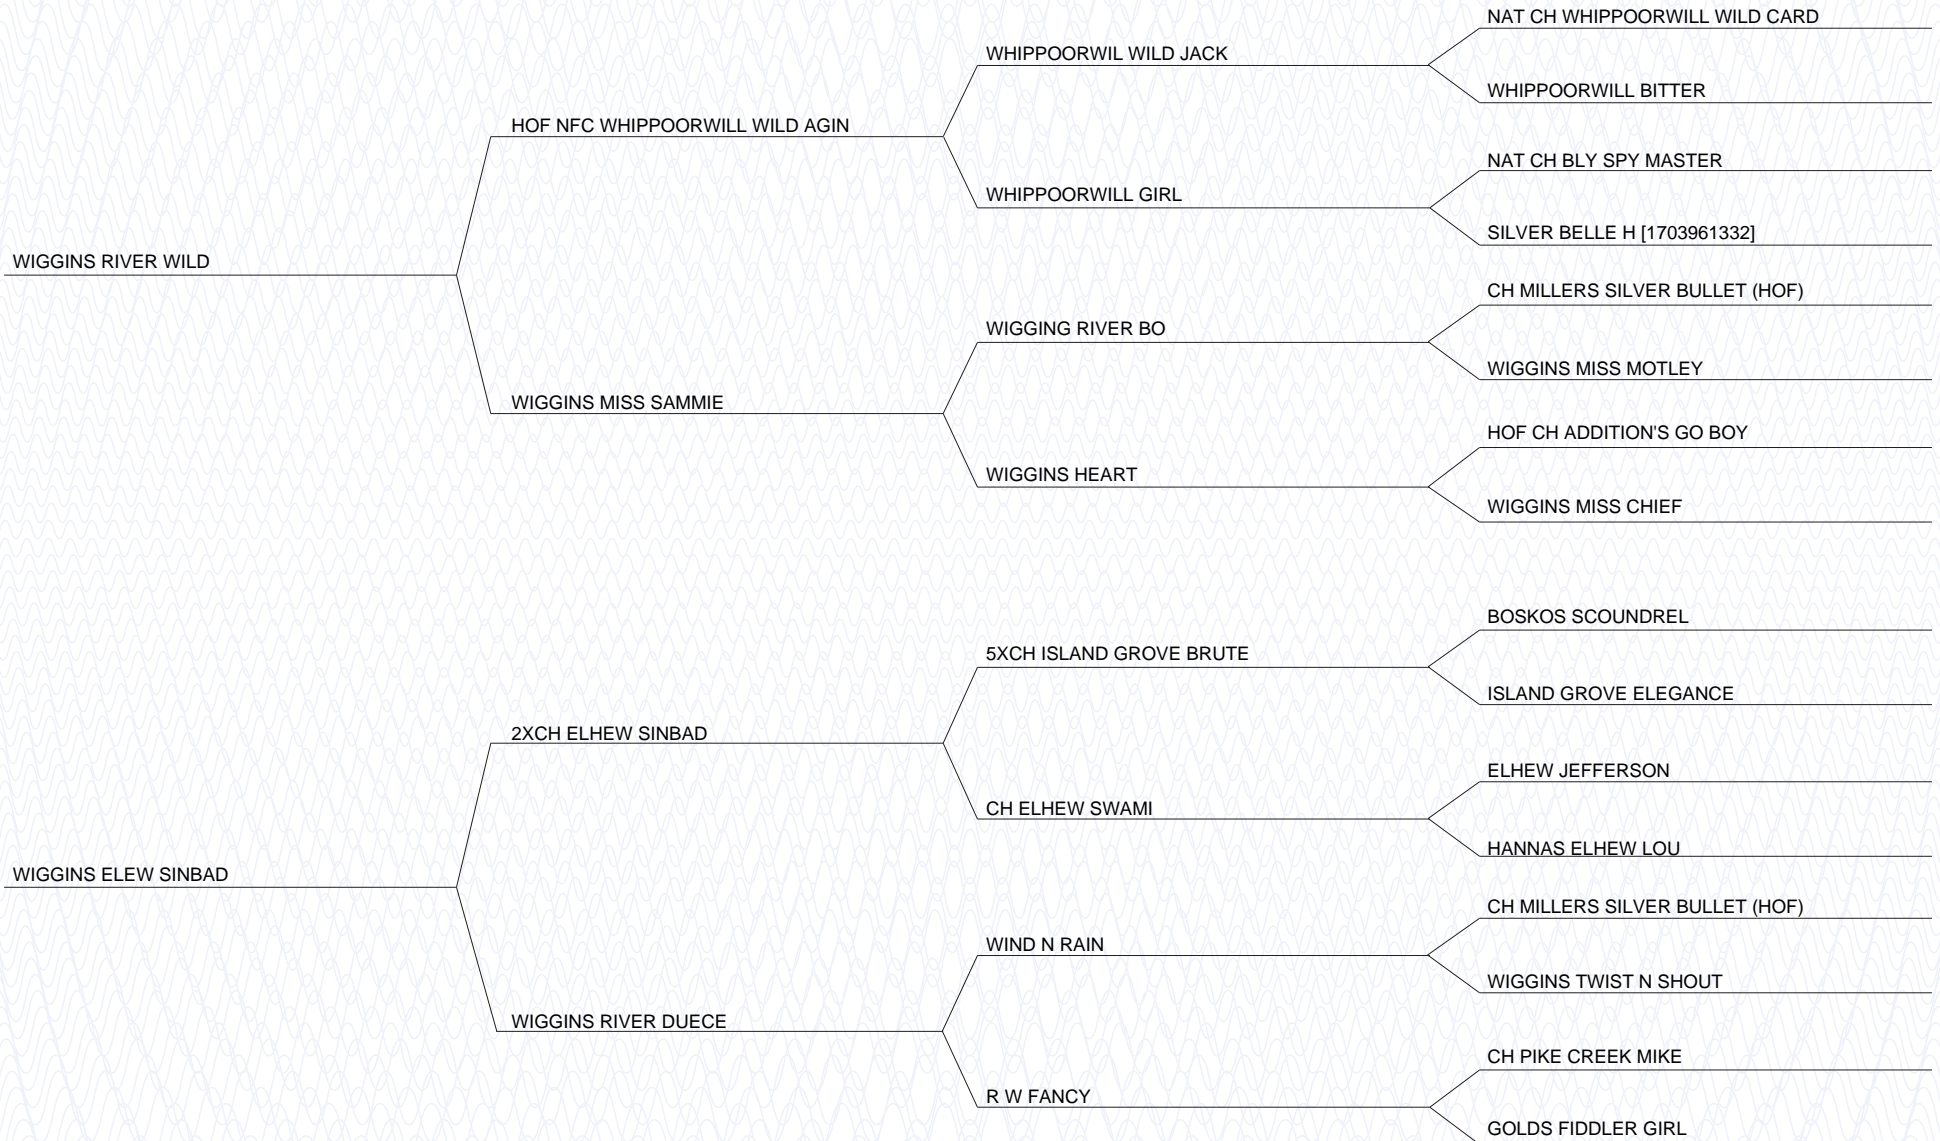 NAT CH WHIPPOORWILL WILD CARD
WHIPPOORWIL WILD JACK
WHIPPOORWILL BITTER
HOF NFC WHIPPOORWILL WILD AGIN
NAT CH BLY SPY MASTER
WHIPPOORWILL GIRL
SILVER BELLE H [1703961332]
WIGGINS RIVER WILD
CH MILLERS SILVER BULLET (HOF)
WIGGING RIVER BO
WIGGINS MISS MOTLEY
WIGGINS MISS SAMMIE
HOF CH ADDITION'S GO BOY
WIGGINS HEART
WIGGINS MISS CHIEF
BOSKOS SCOUNDREL
5XCH ISLAND GROVE BRUTE
ISLAND GROVE ELEGANCE
2XCH ELHEW SINBAD
ELHEW JEFFERSON
CH ELHEW SWAMI
HANNAS ELHEW LOU
WIGGINS ELEW SINBAD
CH MILLERS SILVER BULLET (HOF)
WIND N RAIN
WIGGINS TWIST N SHOUT
WIGGINS RIVER DUECE
CH PIKE CREEK MIKE
R W FANCY
GOLDS FIDDLER GIRL